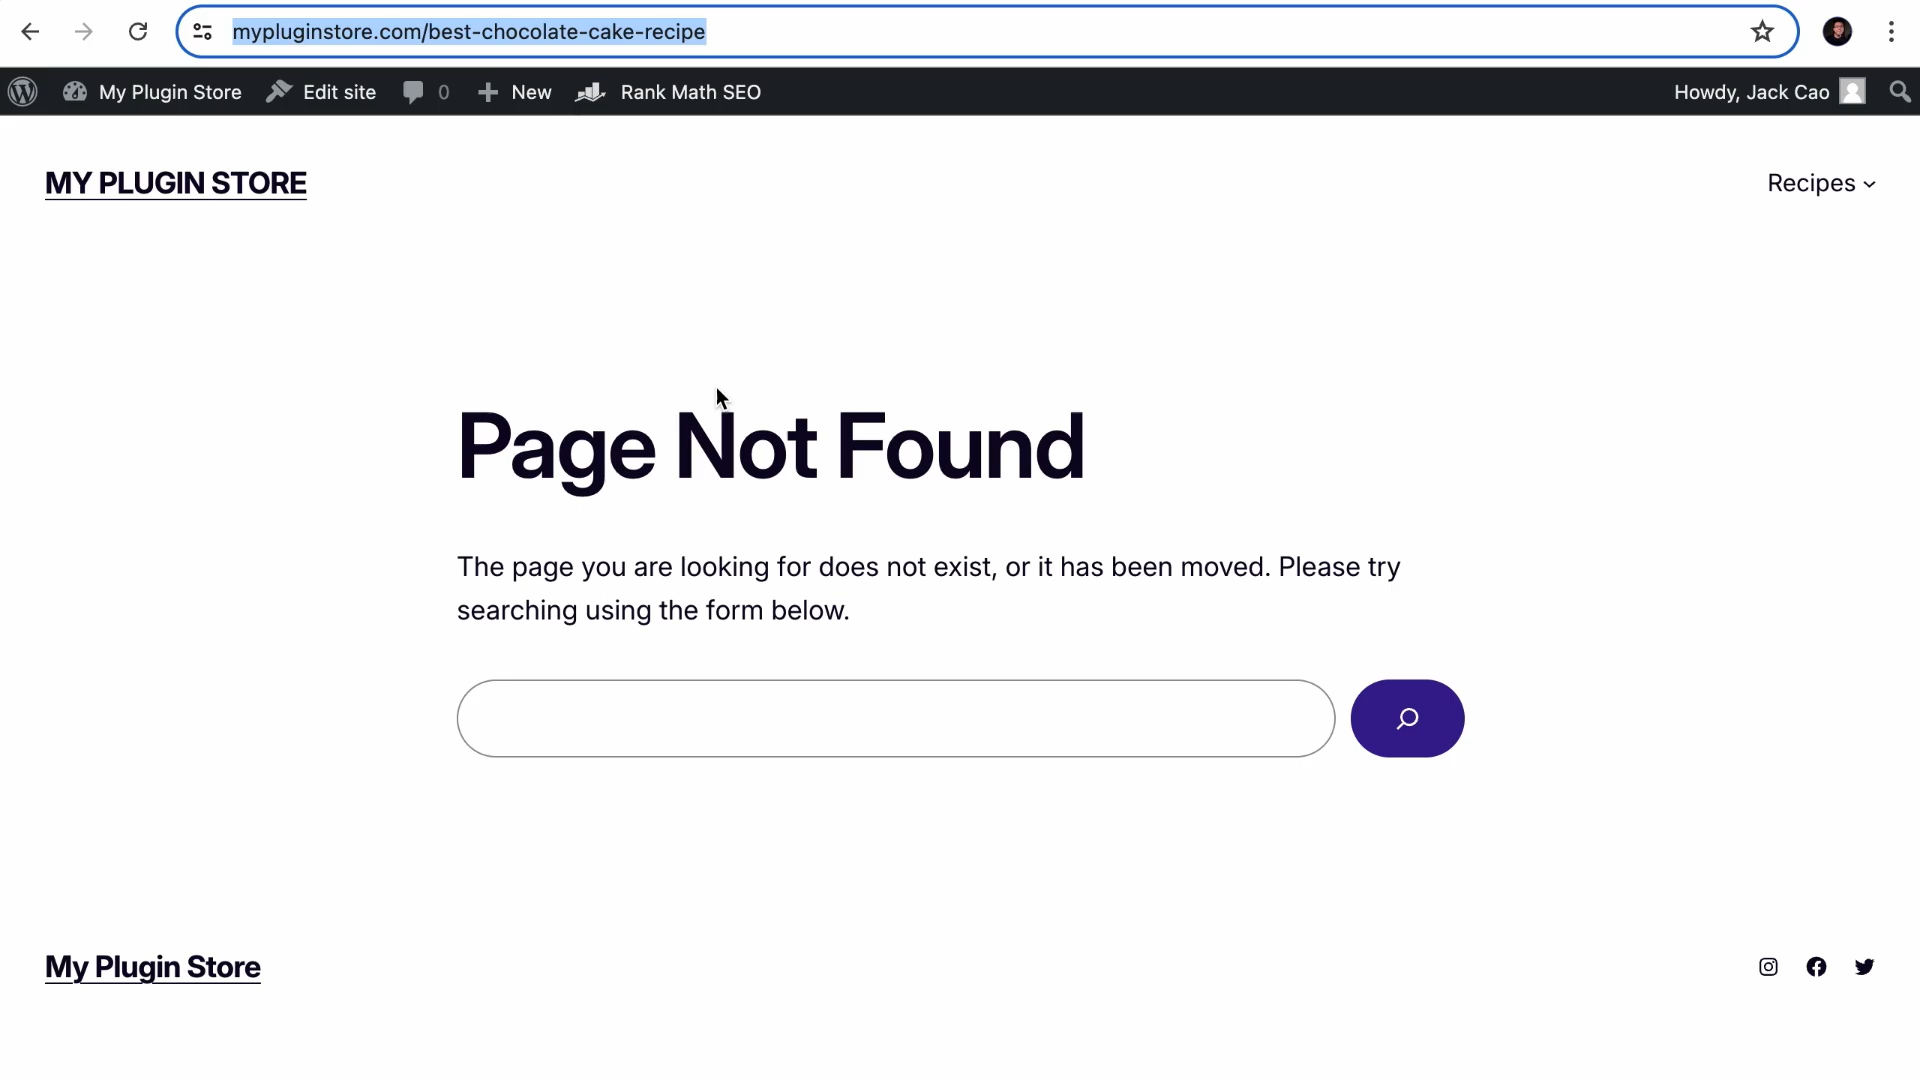 mypluginstore.com/best-chocolate-cake-recipe
My Plugin Store Edit site 0 New Rank Math SEO Howdy, Jack Cao
MY PLUGIN STORE Recipes
Page Not Found
The page you are looking for does not exist, or it has been moved. Please try
searching using the form below.
My Plugin Store